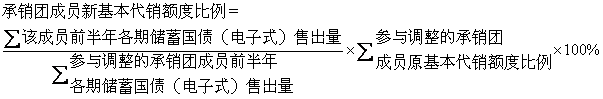 承销团成员新基本代销额度比例＝
∑该成员前半年各期储蓄国债（电子式）售出量
∑参与调整的承销团成员前半年
各期储蓄国债（电子式）售出量
×∑参与调整的承销团
成员原基本代销额度比例×100%